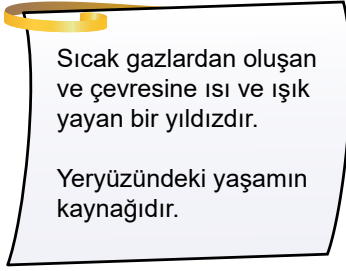 Sıcak gazlardan oluşan
ve çevresine ısı ve ışık
yayan bir yıldızdır.
Yeryüzündeki yaşamın
kaynağıdır.